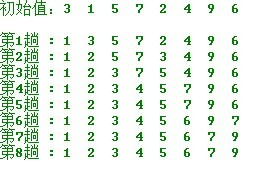 初始值：3 1 5 7 2 4 9 6
第1趟 ：1 3 5 7 2 4 9 6
第2趟 ：1 2 5 7 3 4 9 6
第3趟 ：1 2 3 7 5 4 9 6
第4趟 ：1 2 3 4 5 7 9 6
第5趟 ：1 2 3 4 5 7 9 6
第6趟 ：1 2 3 4 5 6 9 7
第7趟 ：1 2 3 4 5 6 7 9
第8趟 ：1 2 3 4 5 6 7 9